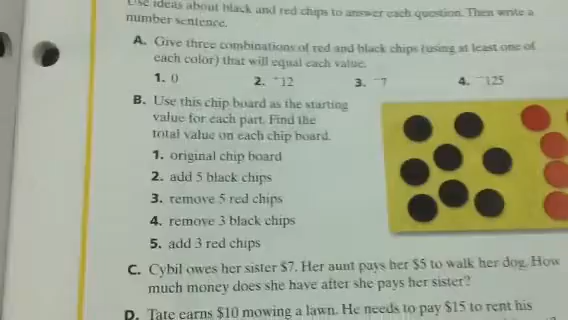 Use ideas about black and red chips to answer each question. Then write a
number sentence.
A. Give three combinations of red and black chips (using at least one of
each color) that will equal each value.
1. 0 2. ⁺12 3. ⁻7 4. ⁻125
B. Use this chip board as the starting
value for each part. Find the
total value on each chip board.
1. original chip board
2. add 5 black chips
3. remove 5 red chips
4. remove 3 black chips
5. add 3 red chips
C. Cybil owes her sister $7. Her aunt pays her $5 to walk her dog. How
much money does she have after she pays her sister?
D. Tate earns $10 mowing a lawn. He needs to pay $15 to rent his